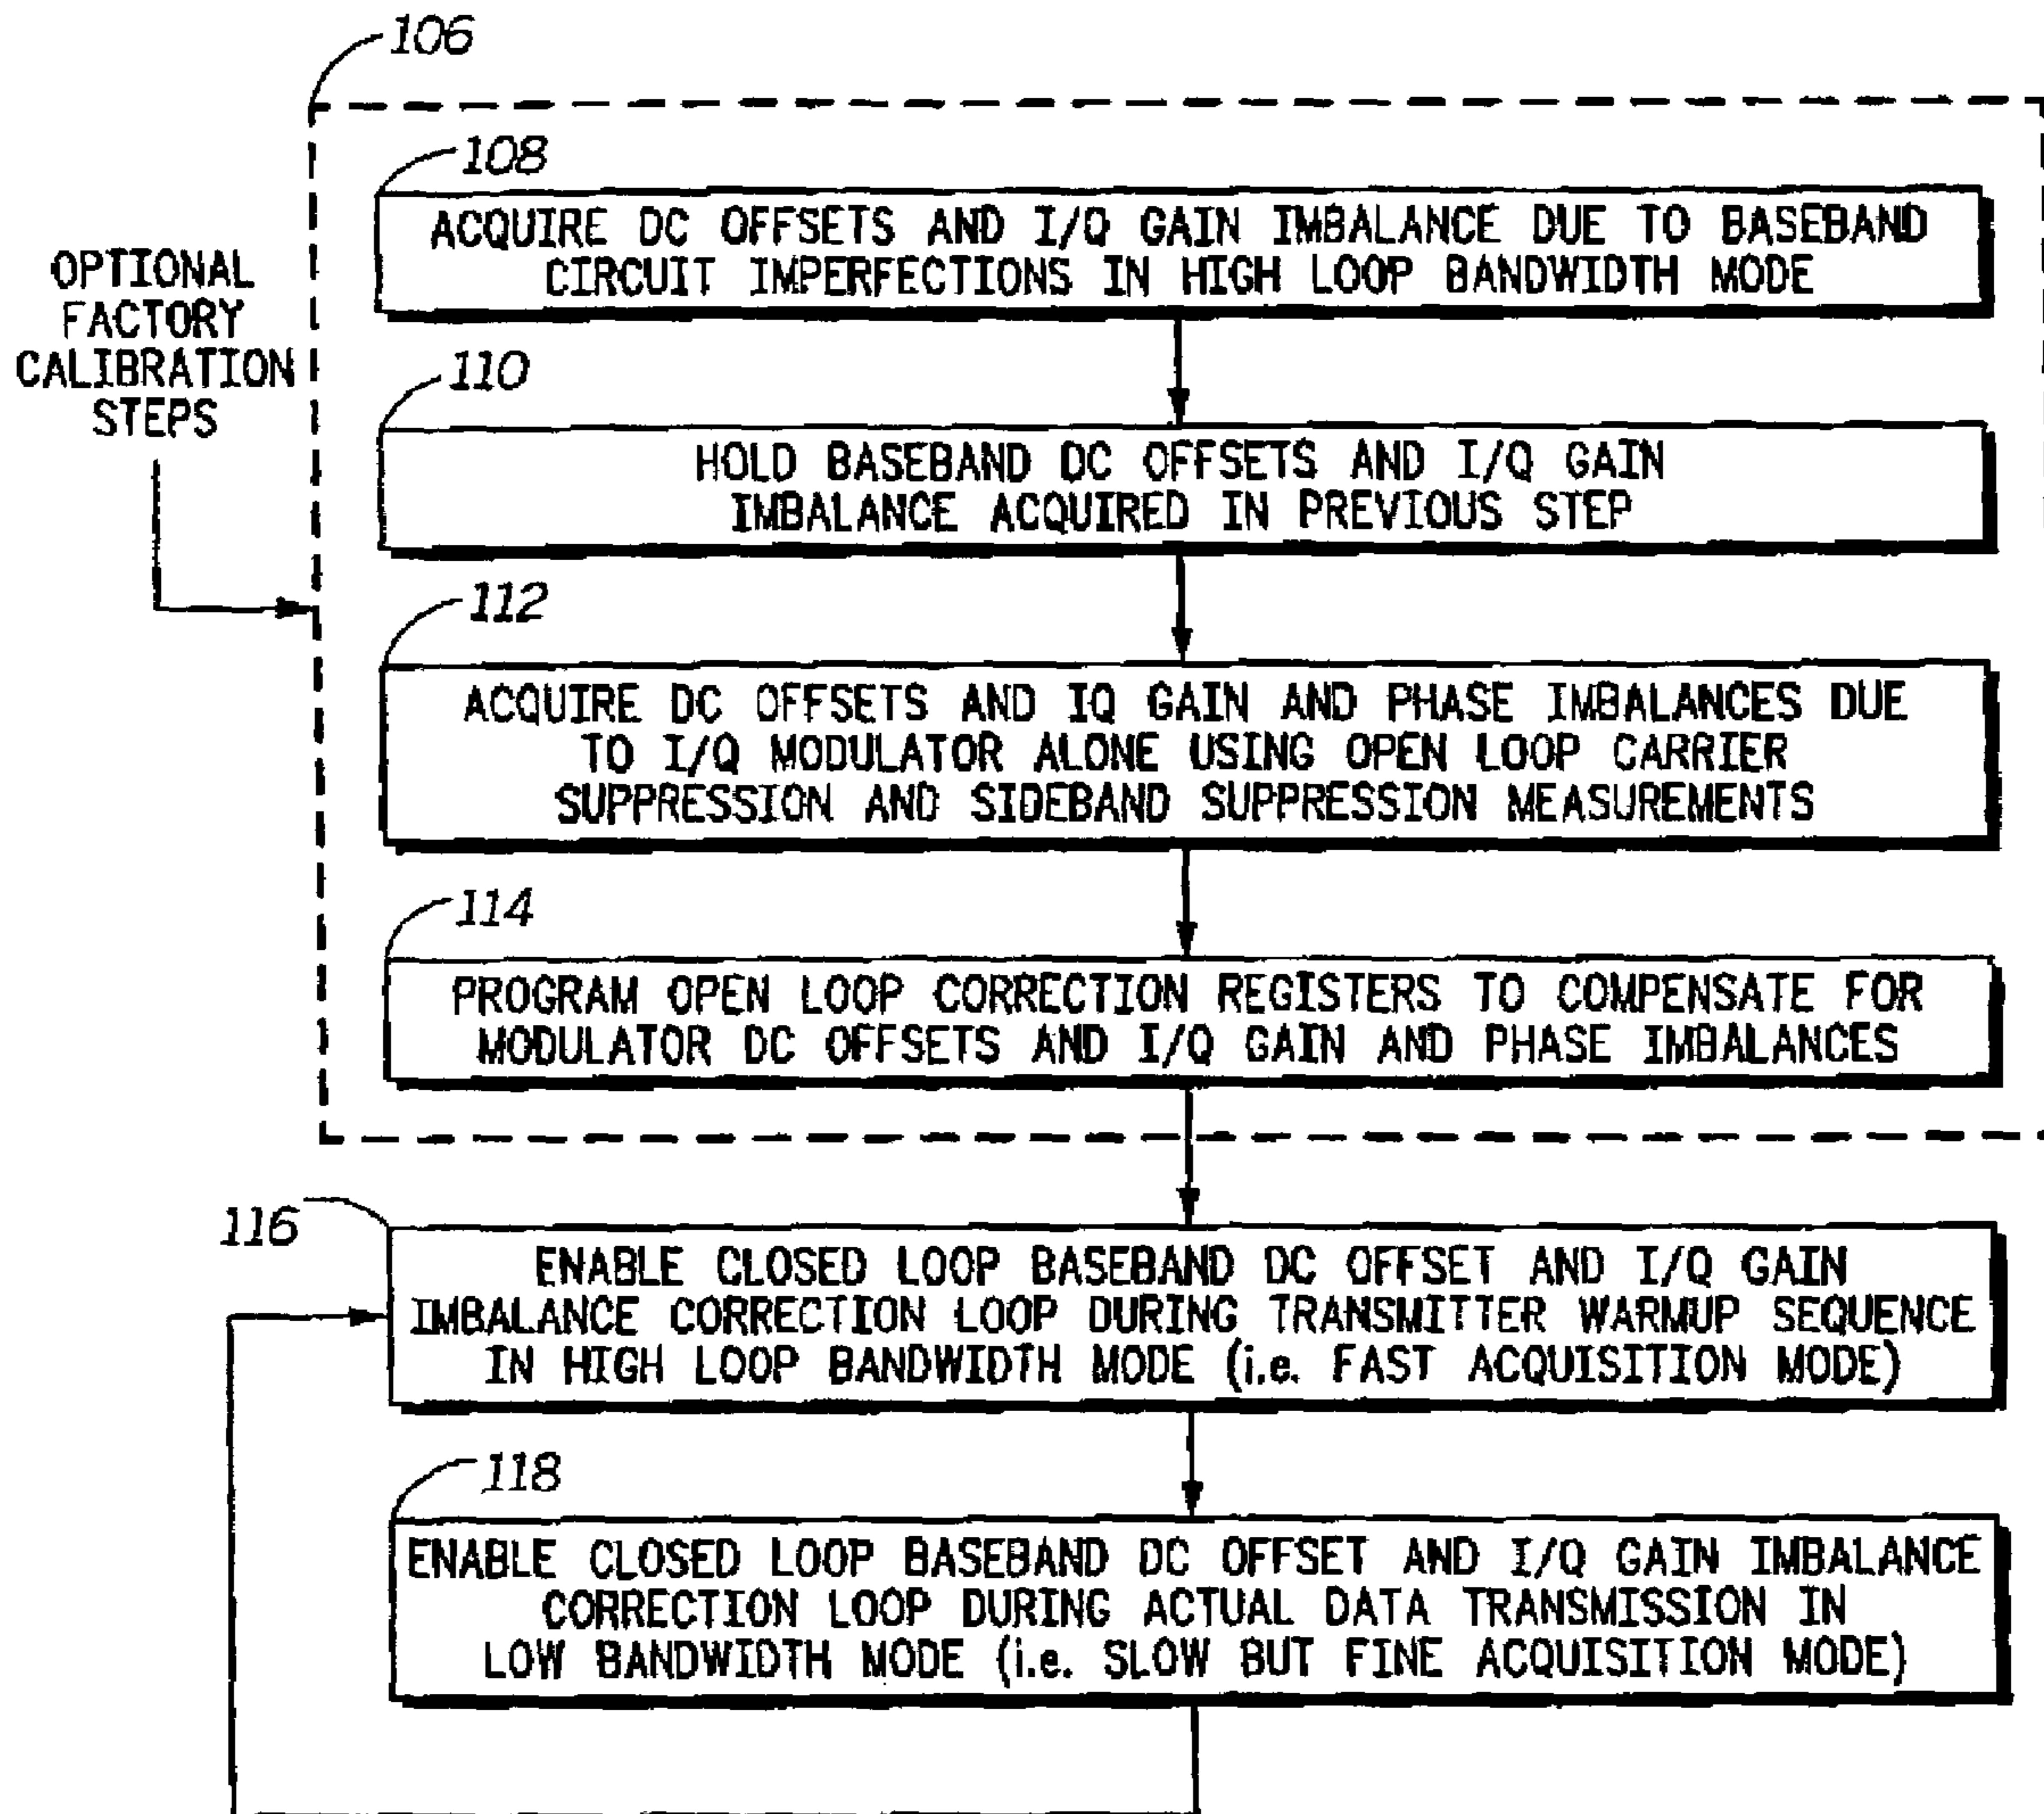 106
108
ACQUIRE DC OFFSETS AND I/Q GAIN IMBALANCE DUE TO BASEBAND
CIRCUIT IMPERFECTIONS IN HIGH LOOP BANDWIDTH MODE
OPTIONAL
FACTORY
CALIBRATION
STEPS
110
HOLD BASEBAND DC OFFSETS AND I/Q GAIN
IMBALANCE ACQUIRED IN PREVIOUS STEP
112
ACQUIRE DC OFFSETS AND IQ GAIN AND PHASE IMBALANCES DUE
TO I/Q MODULATOR ALONE USING OPEN LOOP CARRIER
SUPPRESSION AND SIDEBAND SUPPRESSION MEASUREMENTS
114
PROGRAM OPEN LOOP CORRECTION REGISTERS TO COMPENSATE FOR
MODULATOR DC OFFSETS AND I/Q GAIN AND PHASE IMBALANCES
116
ENABLE CLOSED LOOP BASEBAND DC OFFSET AND I/Q GAIN
IMBALANCE CORRECTION LOOP DURING TRANSMITTER WARMUP SEQUENCE
IN HIGH LOOP BANDWIDTH MODE (i.e. FAST ACQUISITION MODE)
118
ENABLE CLOSED LOOP BASEBAND DC OFFSET AND I/Q GAIN IMBALANCE
CORRECTION LOOP DURING ACTUAL DATA TRANSMISSION IN
LOW BANDWIDTH MODE (i.e. SLOW BUT FINE ACQUISITION MODE)